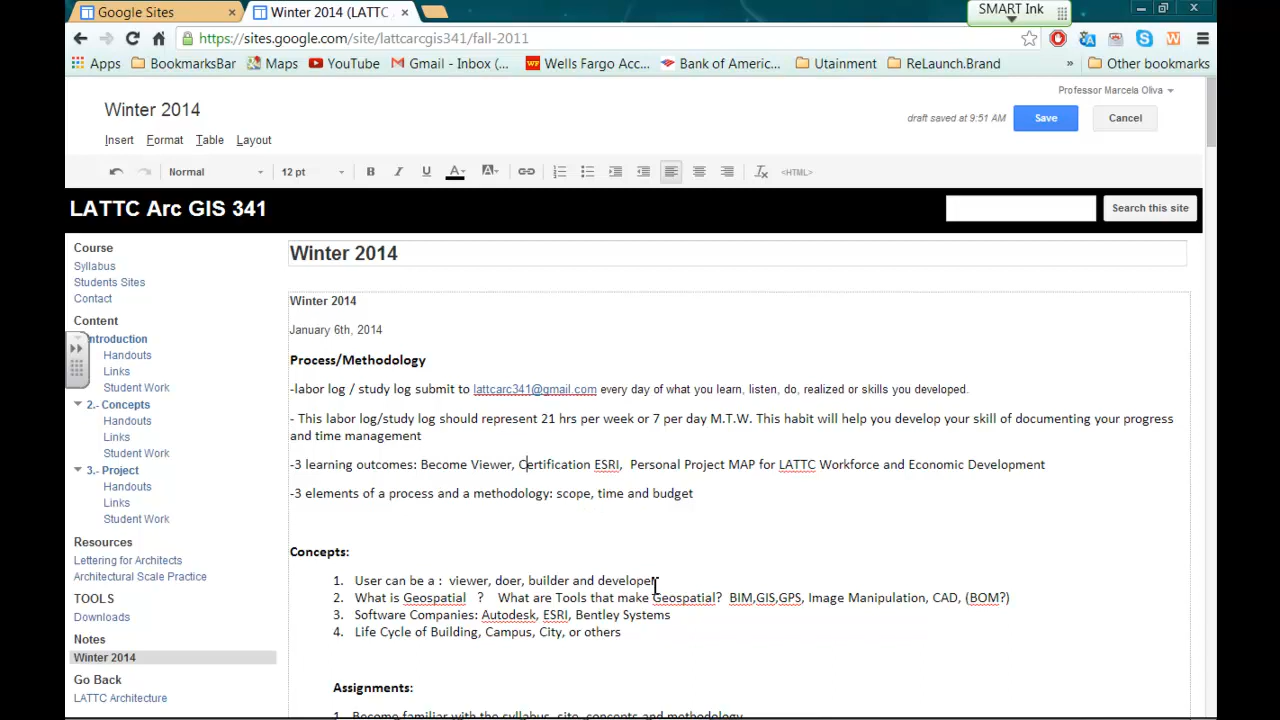 Google Sites
Winter 2014 (LATTC
SMART Ink
https://sites.google.com/site/lattcarcgis341/fall-2011
Apps BookmarksBar Maps YouTube Gmail - Inbox (... Wells Fargo Acc... Bank of Americ... Utainment ReLaunch.Brand » Other bookmarks
Professor Marcela Oliva
Winter 2014
draft saved at 9:51 AM Save Cancel
Insert Format Table Layout
Normal 12 pt B I U A A <HTML>
LATTC Arc GIS 341
Search this site
Course
Syllabus
Students Sites
Contact
Content
ntroduction
Handouts
Links
Student Work
2.- Concepts
Handouts
Links
Student Work
3.- Project
Handouts
Links
Student Work
Resources
Lettering for Architects
Architectural Scale Practice
TOOLS
Downloads
Notes
Winter 2014
Go Back
LATTC Architecture
Winter 2014
Winter 2014
January 6th, 2014
Process/Methodology
-labor log / study log submit to lattcarc341@gmail.com every day of what you learn, listen, do, realized or skills you developed.
- This labor log/study log should represent 21 hrs per week or 7 per day M.T.W. This habit will help you develop your skill of documenting your progress
and time management
-3 learning outcomes: Become Viewer, Certification ESRI, Personal Project MAP for LATTC Workforce and Economic Development
-3 elements of a process and a methodology: scope, time and budget
Concepts:
1. User can be a : viewer, doer, builder and developer
2. What is Geospatial ? What are Tools that make Geospatial? BIM,GIS,GPS, Image Manipulation, CAD, (BOM?)
3. Software Companies: Autodesk, ESRI, Bentley Systems
4. Life Cycle of Building, Campus, City, or others
Assignments:
1. Become familiar with the syllabus, site, concepts and methodology